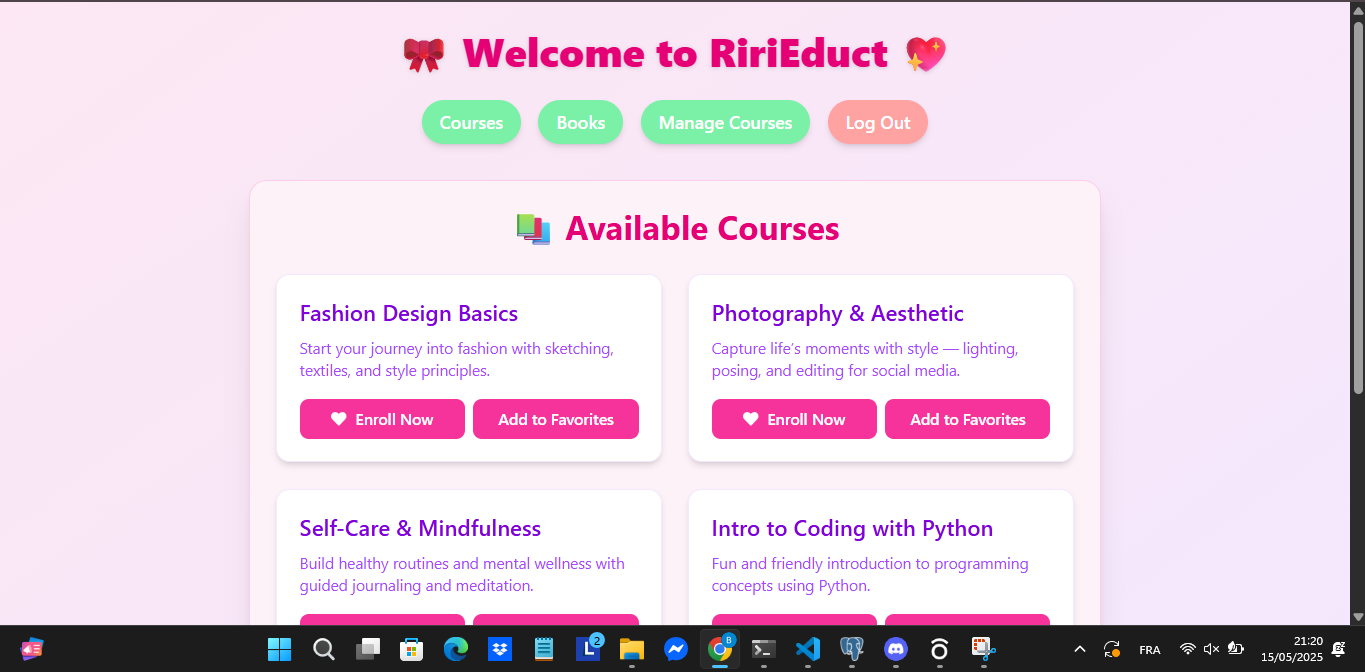 Welcome to RiriEduct
Courses
Books
Manage Courses
Log Out
Available Courses
Fashion Design Basics
Start your journey into fashion with sketching,
textiles, and style principles.
Enroll Now
Add to Favorites
Photography & Aesthetic
Capture life’s moments with style — lighting,
posing, and editing for social media.
Enroll Now
Add to Favorites
Self-Care & Mindfulness
Build healthy routines and mental wellness with
guided journaling and meditation.
Intro to Coding with Python
Fun and friendly introduction to programming
concepts using Python.
L
2
B
FRA
21:20
15/05/2025